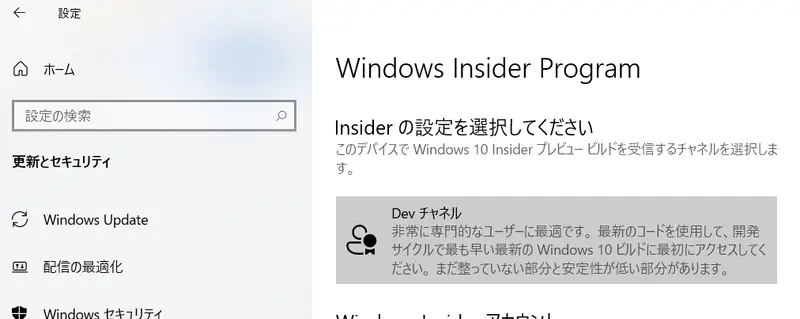 設定
ホーム
設定の検索
更新とセキュリティ
Windows Update
配信の最適化
Windows セキュリティ
Windows Insider Program
Insider の設定を選択してください
このデバイスで Windows 10 Insider プレビュー ビルドを受信するチャネルを選択しま
す。
Dev チャネル
非常に専門的なユーザーに最適です。最新のコードを使用して、開発
サイクルで最も早い最新の Windows 10 ビルドに最初にアクセスしてく
ださい。まだ整っていない部分と安定性が低い部分があります。
Windows Insider アカウント